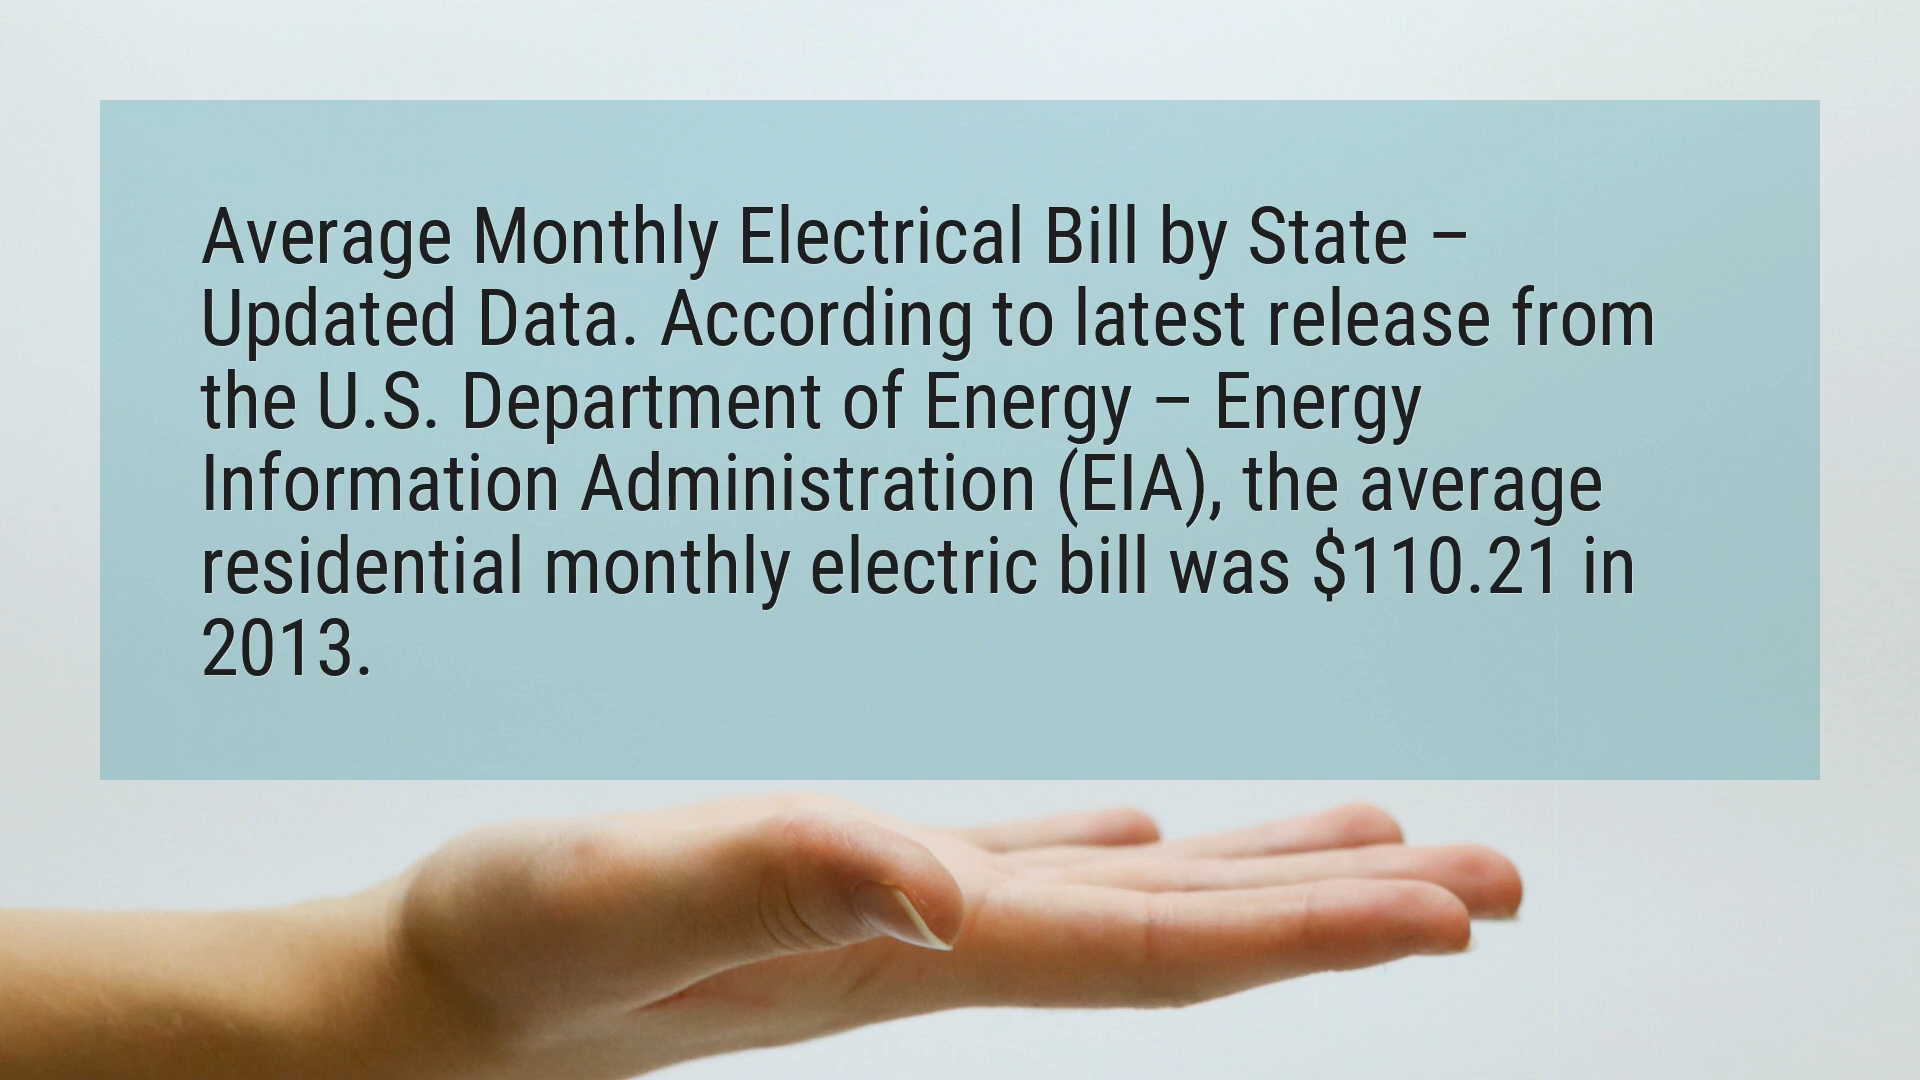 Average Monthly Electrical Bill by State –
Updated Data. According to latest release from
the U.S. Department of Energy – Energy
Information Administration (EIA), the average
residential monthly electric bill was $110.21 in
2013.